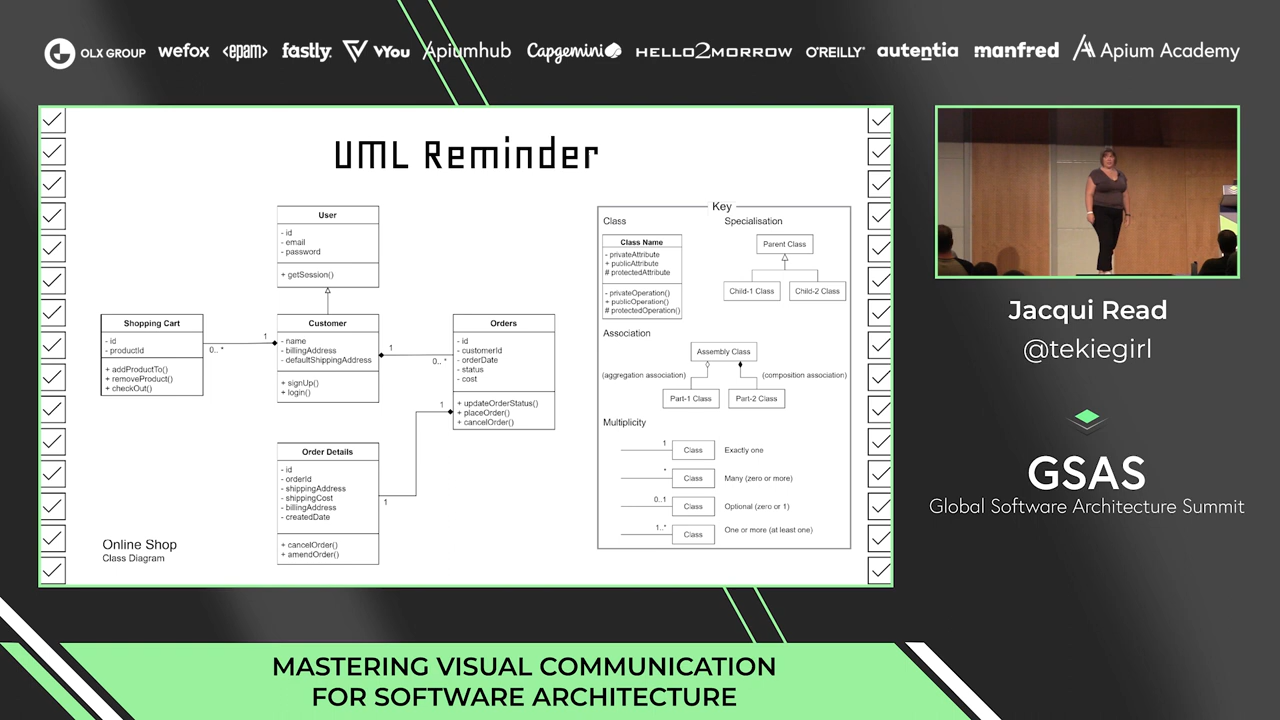 OLX GROUP wefox <epam> fastly. VYou Apiumhub Capgemini HELLO2MORROW O'REILLY® autentia manfred Apium Academy
UML Reminder
User
- id
- email
- password
+ getSession()
Shopping Cart
- id
- productId
+ addProductTo()
+ removeProduct()
+ checkOut()
0.. *
1
Customer
- name
- billingAddress
- defaultShippingAddress
+ signUp()
+ login()
1
0.. *
Orders
- id
- customerId
- orderDate
- status
- cost
+ updateOrderStatus()
+ placeOrder()
+ cancelOrder()
1
Order Details
- id
- orderId
- shippingAddress
- shippingCost
- billingAddress
- createdDate
+ cancelOrder()
+ amendOrder()
1
Online Shop
Class Diagram
Key
Class
Class Name
- privateAttribute
+ publicAttribute
# protectedAttribute
- privateOperation()
+ publicOperation()
# protectedOperation()
Specialisation
Parent Class
Child-1 Class Child-2 Class
Association
Assembly Class
(aggregation association) (composition association)
Part-1 Class Part-2 Class
Multiplicity
1 Class Exactly one
* Class Many (zero or more)
0..1 Class Optional (zero or 1)
1..* Class One or more (at least one)
Jacqui Read
@tekiegirl
GSAS
Global Software Architecture Summit
MASTERING VISUAL COMMUNICATION
FOR SOFTWARE ARCHITECTURE